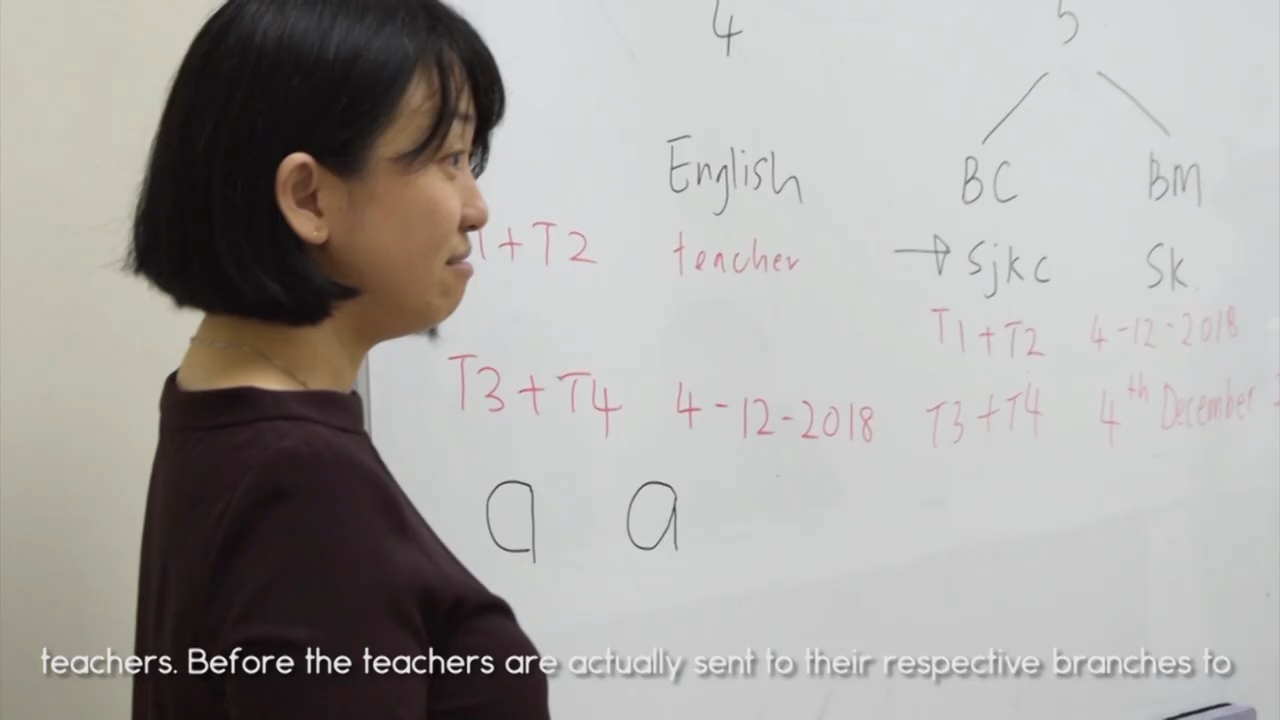 4 5
English BC BM
1+T2 teacher → Sjkc Sk
T1+T2 4-12-2018
T3+T4 4-12-2018 T3+T4 4th December
a a
teachers. Before the teachers are actually sent to their respective branches to